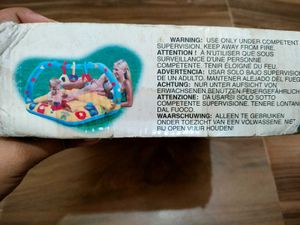 WARNING: USE ONLY UNDER COMPETENT
SUPERVISION, KEEP AWAY FROM FIRE.
ATTENTION: À N'UTILISER QUE SOUS
SURVEILLANCE D'UNE PERSONNE
COMPETENTE. TENIR ÉLOIGNÉ DU FEU.
ADVERTENCIA: USAR SOLO BAJO SUPERVISION
DE UN ADULTO. MANTENER ALEJADO DEL FUEGO
ACHTUNG: NUR UNTER AUFSICHT VON
ERWACHSENEN BENUTZEN FEUERGEFÄHRLICH
ATTENZIONE: DA USARSI SOLO SOTTO
COMPETENTE SUPERVISIONE. TENERE LONTANO
DAL FUOCO.
WAARSCHUWING: ALLEEN TE GEBRUIKEN
ONDER TOEZICHT VAN EEN VOLWASSENE. NIET
BIJ OPEN VUUR HOUDEN!